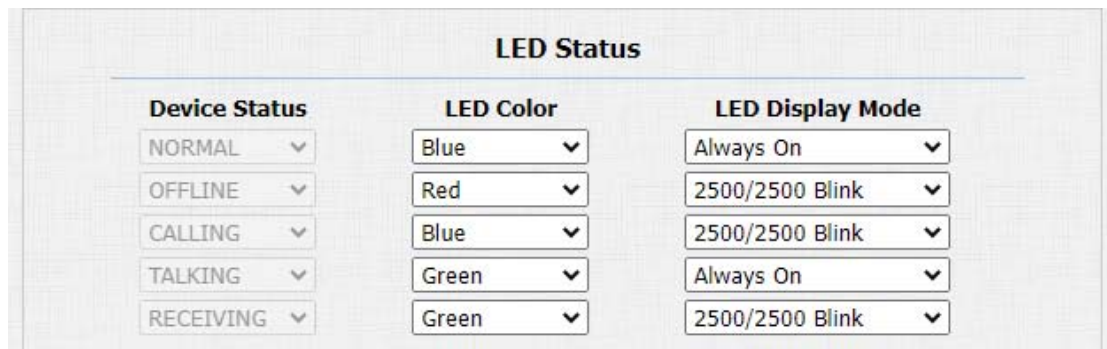 LED Status
Device Status LED Color LED Display Mode
NORMAL Blue Always On
OFFLINE Red 2500/2500 Blink
CALLING Blue 2500/2500 Blink
TALKING Green Always On
RECEIVING Green 2500/2500 Blink